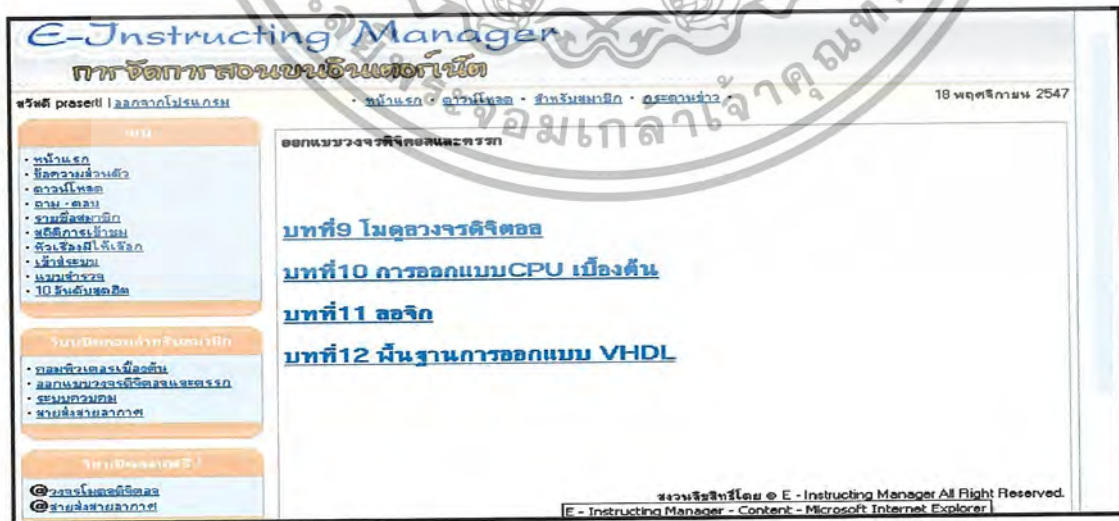 E-Instructing Manager
การจัดการสอนบนอินเตอร์เน็ต
สวัสดี praserti | ออกจากโปรแกรม
· หน้าแรก · ดาวน์โหลด · สำหรับสมาชิก · กระดานข่าว ·
18 พฤศจิกายน 2547
เมนู
· หน้าแรก
· ข้อความส่วนตัว
· ดาวน์โหลด
· ถาม - ตอบ
· รายชื่อสมาชิก
· สถิติการเข้าชม
· หัวเรื่องมีให้เลือก
· เข้าสู่ระบบ
· แบบสำรวจ
· 10 อันดับสุดฮิต
· คอมพิวเตอร์เบื้องต้น
· ออกแบบวงจรดิจิตอลและตรรก
· ระบบควบคุม
· สายส่งสายอากาศ
@วงจรโมดูลดิจิตอล
@สายส่งสายอากาศ
ออกแบบวงจรดิจิตอลและตรรก
บทที่9 โมดูลวงจรดิจิตอล
บทที่10 การออกแบบCPU เบื้องต้น
บทที่11 ลอจิก
บทที่12 พื้นฐานการออกแบบ VHDL
สงวนลิขสิทธิ์โดย © E - Instructing Manager All Right Reserved.
E - Instructing Manager - Content - Microsoft Internet Explorer